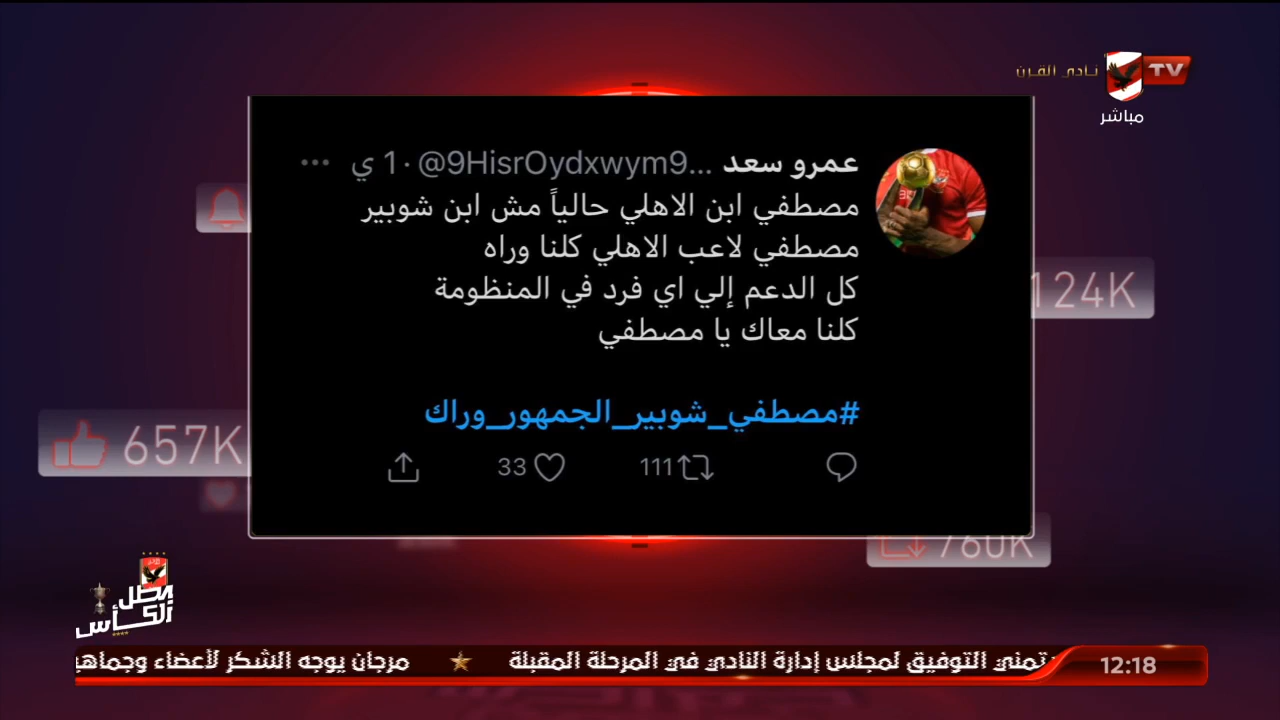 نادي القرن
TV
مباشر
عمرو سعد @9HisrOydxwym9... · 1 ي
مصطفي ابن الاهلي حالياً مش ابن شوبير
مصطفي لاعب الاهلي كلنا وراه
كل الدعم إلي اي فرد في المنظومة
كلنا معاك يا مصطفي
#مصطفي_شوبير_الجمهور_وراك
111
33
124K
657K
760K
بطل الكأس
تمني التوفيق لمجلس إدارة النادي في المرحلة المقبلة ★ مرجان يوجه الشكر لأعضاء
12:18